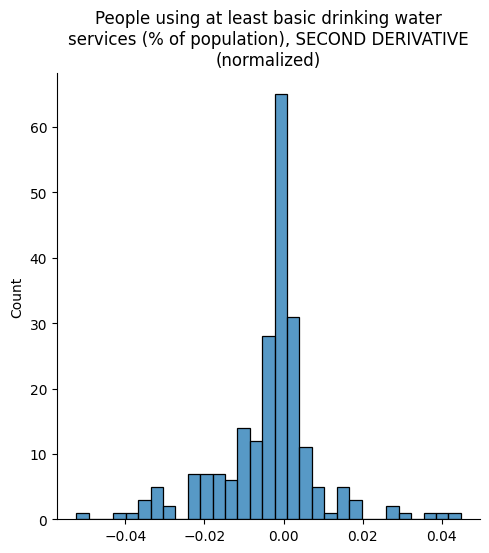 People using at least basic drinking water
services (% of population), SECOND DERIVATIVE
(normalized)
Count
60
50
40
30
20
10
0
−0.04 −0.02 0.00 0.02 0.04